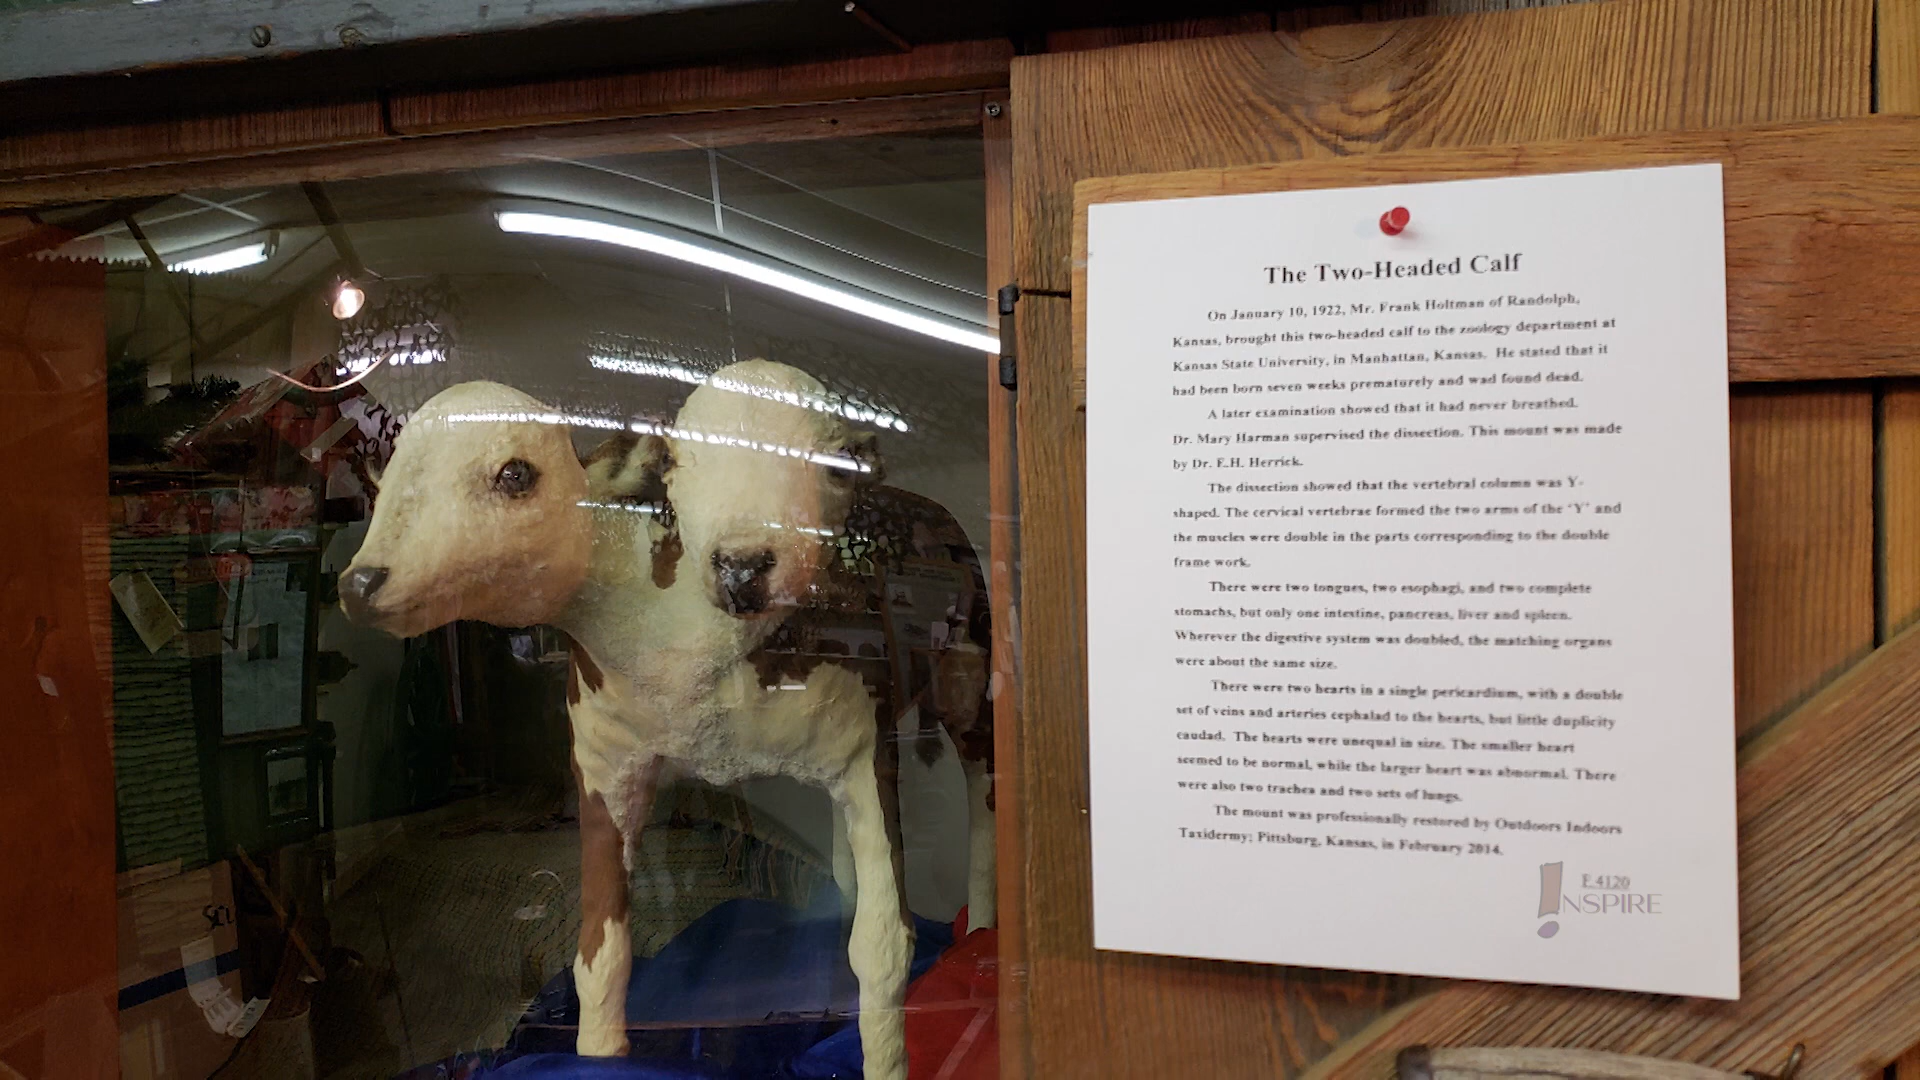 The Two-Headed Calf
On January 10, 1922, Mr. Frank Holtman of Randolph,
Kansas, brought this two-headed calf to the zoology department at
Kansas State University, in Manhattan, Kansas. He stated that it
had been born seven weeks prematurely and wad found dead.
A later examination showed that it had never breathed.
Dr. Mary Harman supervised the dissection. This mount was made
by Dr. E.H. Herrick.
The dissection showed that the vertebral column was Y-
shaped. The cervical vertebrae formed the two arms of the 'Y' and
the muscles were double in the parts corresponding to the double
frame work.
There were two tongues, two esophagi, and two complete
stomachs, but only one intestine, pancreas, liver and spleen.
Wherever the digestive system was doubled, the matching organs
were about the same size.
There were two hearts in a single pericardium, with a double
set of veins and arteries cephalad to the hearts, but little duplicity
caudad. The hearts were unequal in size. The smaller heart
seemed to be normal, while the larger heart was abnormal. There
were also two trachea and two sets of lungs.
The mount was professionally restored by Outdoors Indoors
Taxidermy; Pittsburg, Kansas, in February 2014.
E.4120
!NSPIRE